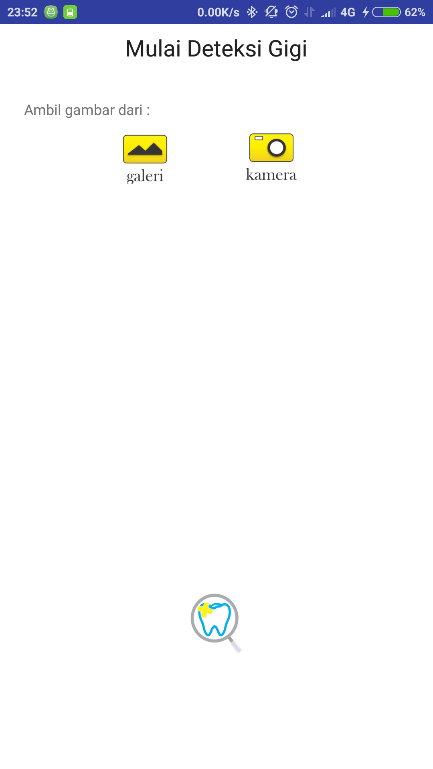 23:52 0.00K/s 4G 62%
Mulai Deteksi Gigi
Ambil gambar dari :
galeri kamera